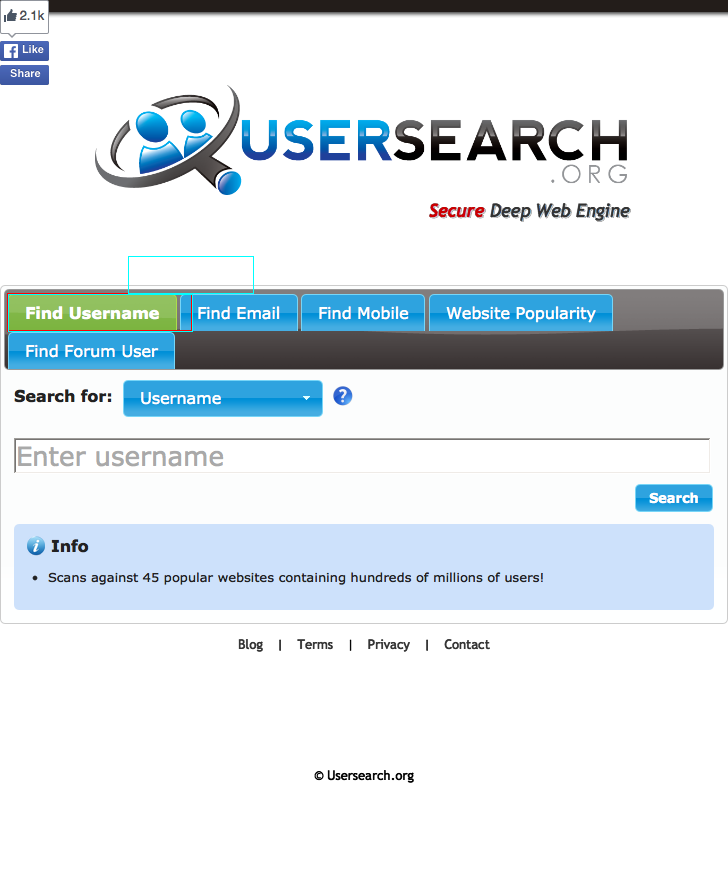 2.1k
Like
Share
USERSEARCH
.ORG
Secure Deep Web Engine
Find Username
Find Email
Find Mobile
Website Popularity
Find Forum User
Search for:
Username
?
Enter username
Search
i Info
• Scans against 45 popular websites containing hundreds of millions of users!
Blog | Terms | Privacy | Contact
© Usersearch.org